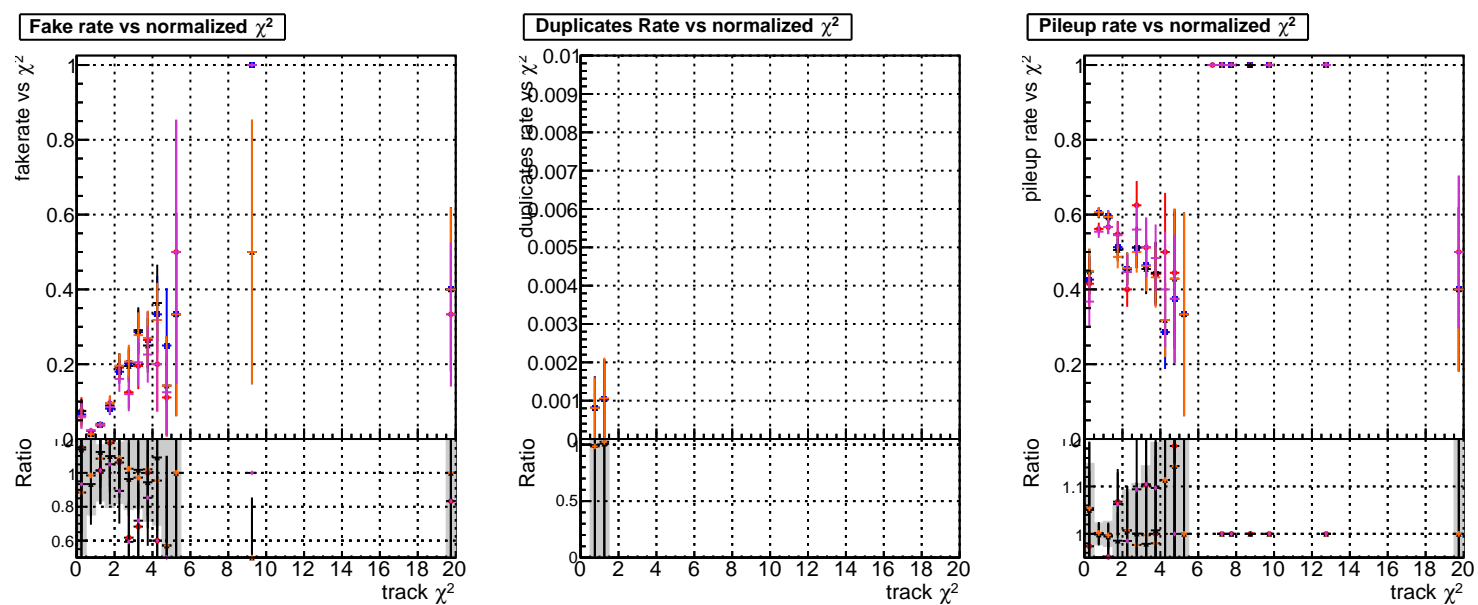 Fake rate vs normalized χ²
fakerate vs χ²
1
0.8
0.6
0.4
0.2
0
Ratio
1
0.8
0.6
0 2 4 6 8 10 12 14 16 18 20
track χ²
Duplicates Rate vs normalized χ²
duplicates rate vs χ²
0.01
0.009
0.008
0.007
0.006
0.005
0.004
0.003
0.002
0.001
0
Ratio
1
0.5
0
0 2 4 6 8 10 12 14 16 18 20
track χ²
Pileup rate vs normalized χ²
pileup rate vs χ²
1
0.8
0.6
0.4
0.2
0
Ratio
1.1
1
0 2 4 6 8 10 12 14 16 18 20
track χ²